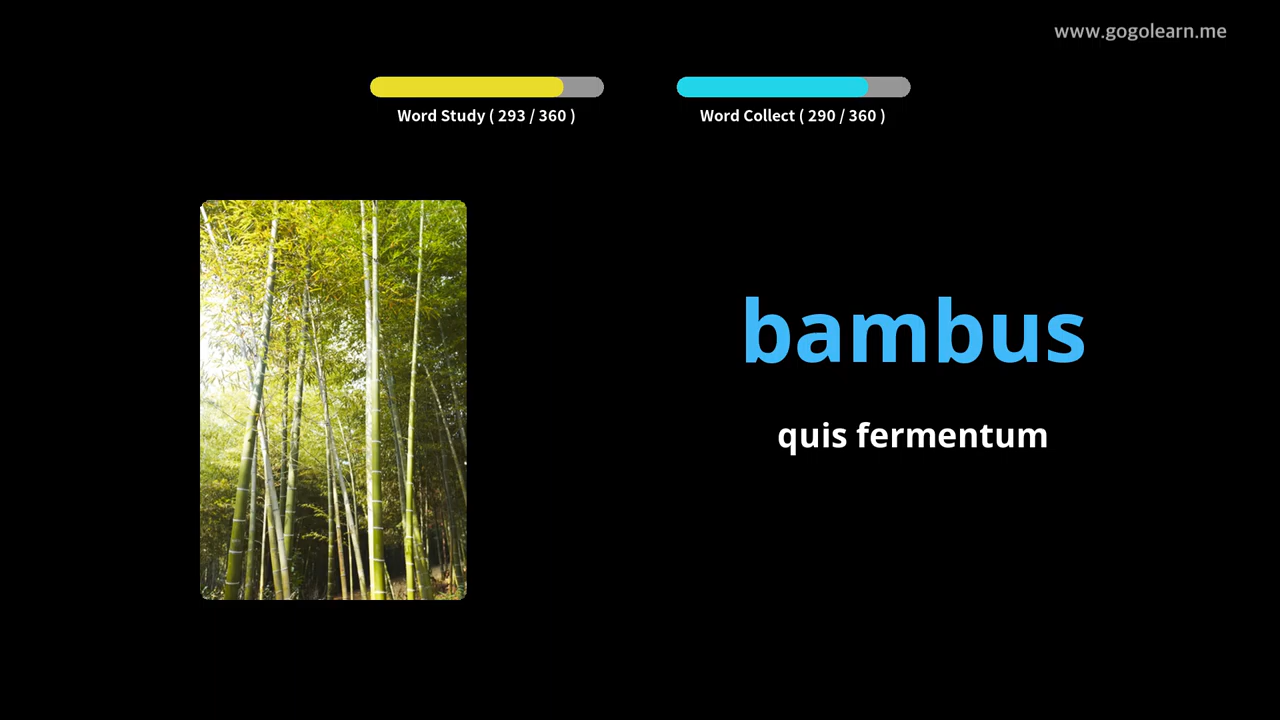 www.gogolearn.me
Word Study ( 293 / 360 )
Word Collect ( 290 / 360 )
bambus
quis fermentum